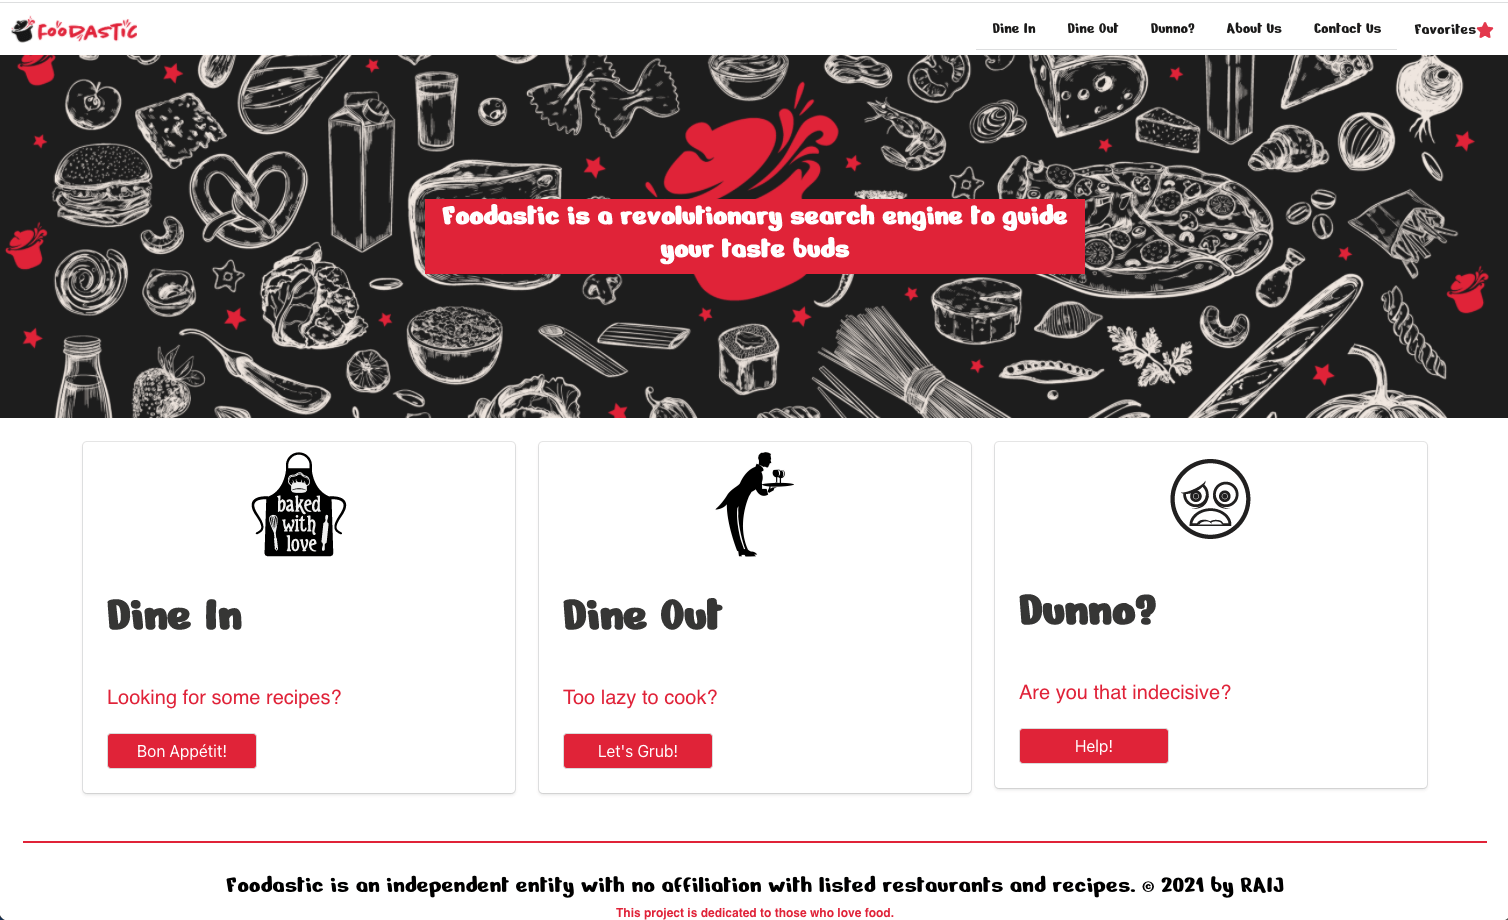 FOODASTIC
Dine In
Dine Out
Dunno?
About Us
Contact Us
Favorites
Foodastic is a revolutionary search engine to guide
your taste buds
baked
with
love
Dine In
Looking for some recipes?
Bon Appétit!
Dine Out
Too lazy to cook?
Let's Grub!
Dunno?
Are you that indecisive?
Help!
Foodastic is an independent entity with no affiliation with listed restaurants and recipes. © 2021 by RAIJ
This project is dedicated to those who love food.